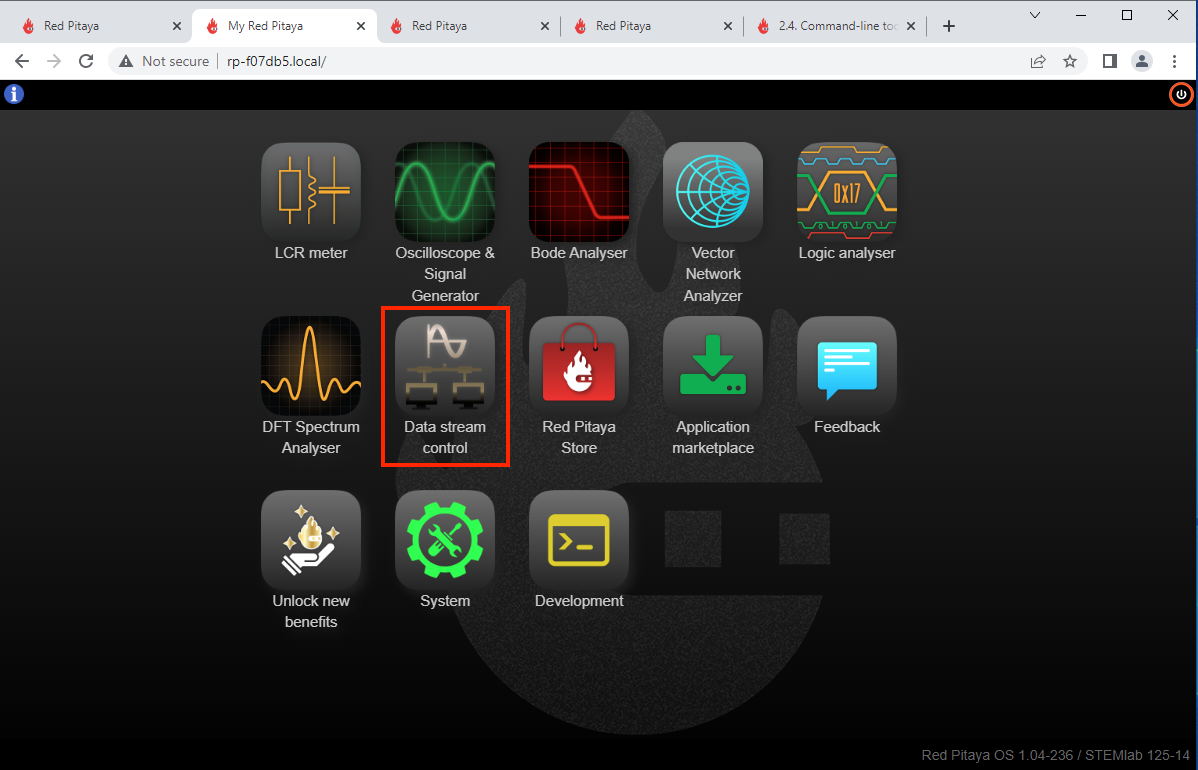 Red Pitaya
My Red Pitaya
Red Pitaya
Red Pitaya
2.4. Command-line too
Not secure
rp-f07db5.local/
LCR meter
Oscilloscope &
Signal
Generator
Bode Analyser
Vector
Network
Analyzer
0x17
Logic analyser
DFT Spectrum
Analyser
Data stream
control
Red Pitaya
Store
Application
marketplace
Feedback
Unlock new
benefits
System
Development
Red Pitaya OS 1.04-236 / STEMlab 125-14